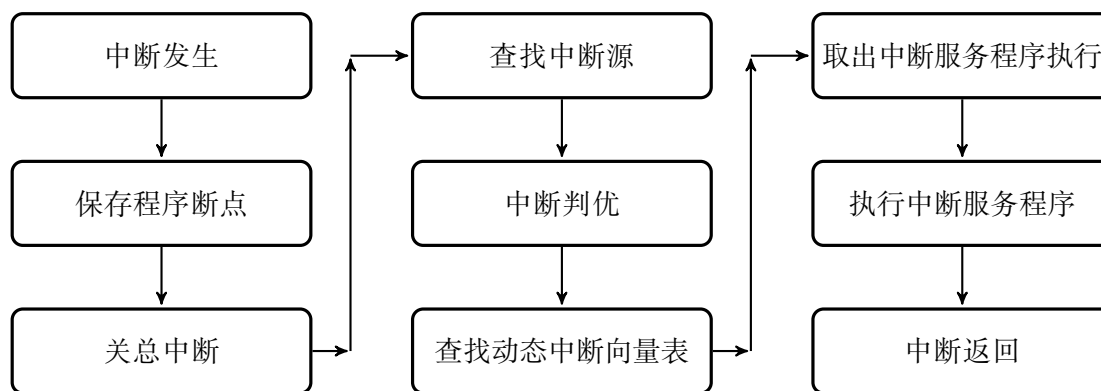 中断发生
保存程序断点
关总中断
查找中断源
中断判优
查找动态中断向量表
取出中断服务程序执行
执行中断服务程序
中断返回